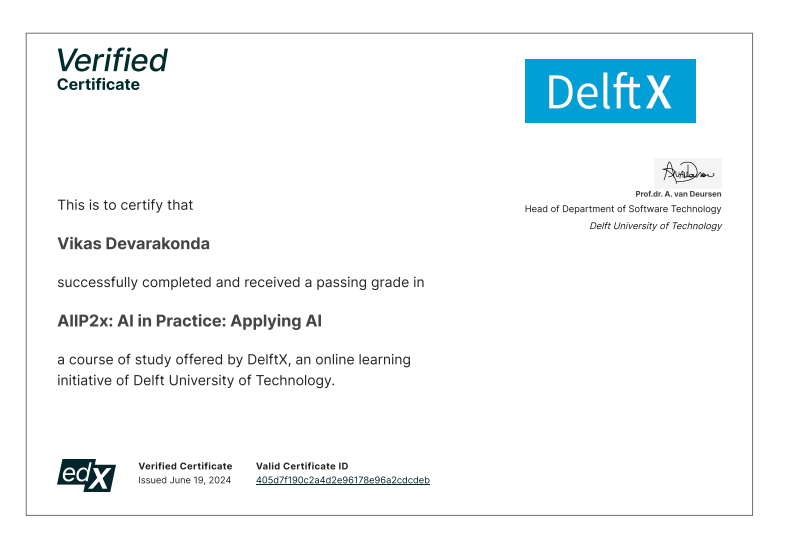 Verified
Certificate
DelftX
Prof.dr. A. van Deursen
Head of Department of Software Technology
Delft University of Technology
This is to certify that
Vikas Devarakonda
successfully completed and received a passing grade in
AIIP2x: AI in Practice: Applying AI
a course of study offered by DelftX, an online learning
initiative of Delft University of Technology.
edX
Verified Certificate
Issued June 19, 2024
Valid Certificate ID
405d7f190c2a4d2e96178e96a2cdcdeb